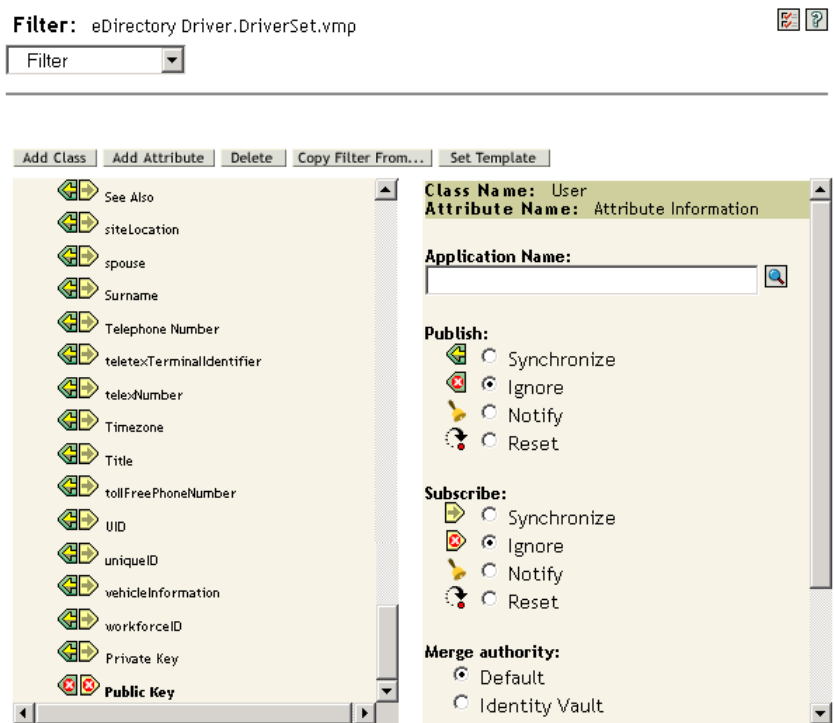 Filter: eDirectory Driver.DriverSet.vmp
Filter
Add Class Add Attribute Delete Copy Filter From... Set Template
See Also
siteLocation
spouse
Surname
Telephone Number
teletexTerminalIdentifier
telexNumber
Timezone
Title
tollFreePhoneNumber
UID
uniqueID
vehicleInformation
workforceID
Private Key
Public Key
Class Name: User
Attribute Name: Attribute Information
Application Name:
Publish:
Synchronize
Ignore
Notify
Reset
Subscribe:
Synchronize
Ignore
Notify
Reset
Merge authority:
Default
Identity Vault